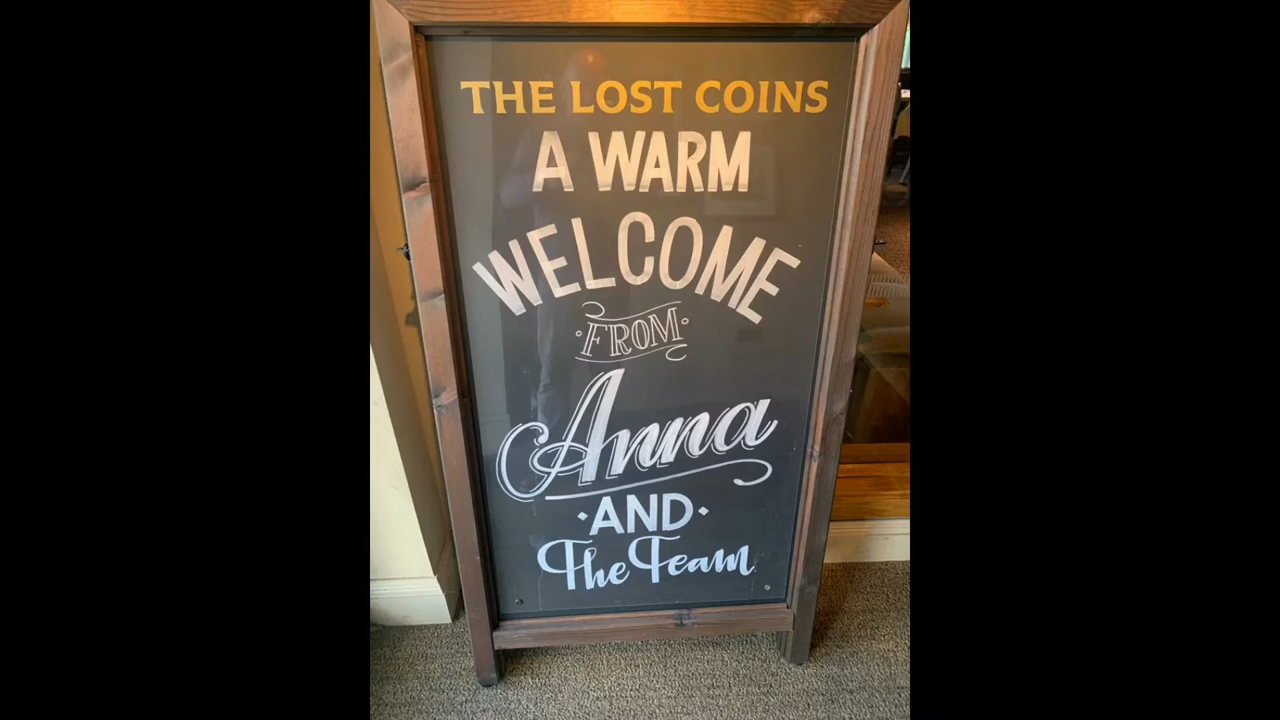 THE LOST COINS
A WARM
WELCOME
·FROM·
Anna
·AND·
The Team